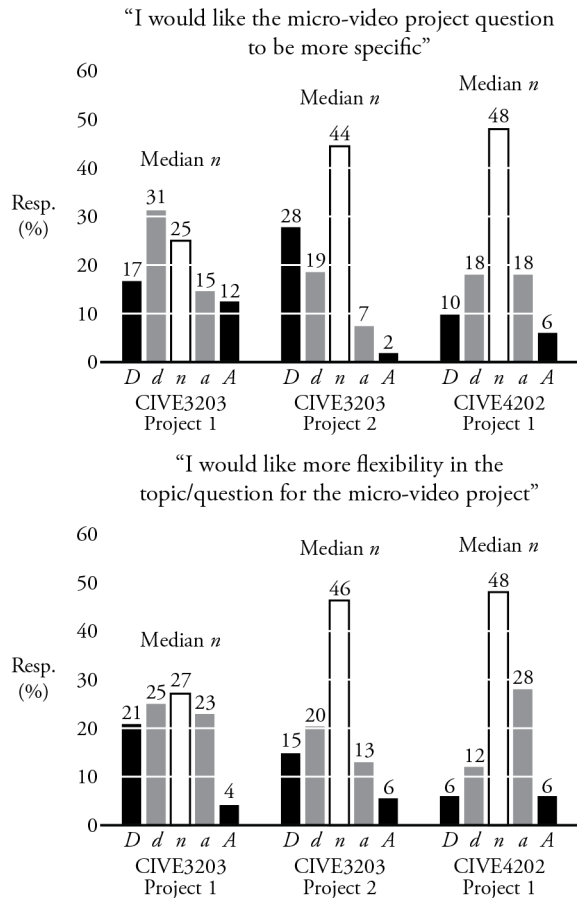 “I would like the micro-video project question
to be more specific”
60
50
40
30
20
10
0
Resp.
(%)
Median n
Median n
Median n
17
31
25
15
12
28
19
44
7
2
10
18
48
18
6
D d n a A
D d n a A
D d n a A
CIVE3203
Project 1
CIVE3203
Project 2
CIVE4202
Project 1
“I would like more flexibility in the
topic/question for the micro-video project”
60
50
40
30
20
10
0
Resp.
(%)
Median n
Median n
Median n
21
25
27
23
4
15
20
46
13
6
6
12
48
28
6
D d n a A
D d n a A
D d n a A
CIVE3203
Project 1
CIVE3203
Project 2
CIVE4202
Project 1